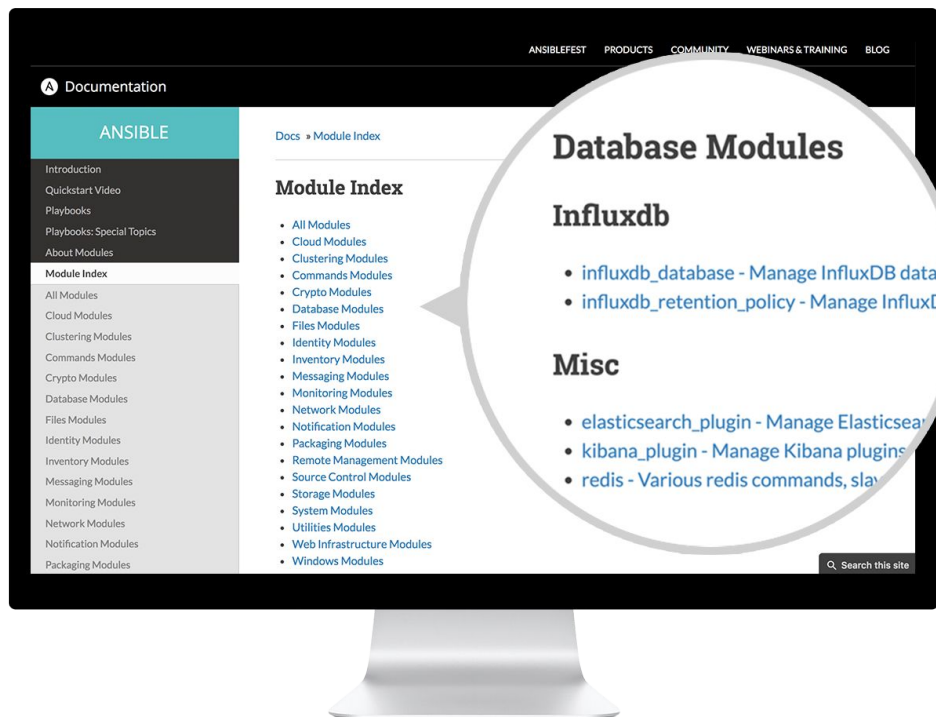 ANSIBLEFEST PRODUCTS COMMUNITY WEBINARS & TRAINING BLOG
A Documentation
ANSIBLE
Introduction
Quickstart Video
Playbooks
Playbooks: Special Topics
About Modules
Module Index
All Modules
Cloud Modules
Clustering Modules
Commands Modules
Crypto Modules
Database Modules
Files Modules
Identity Modules
Inventory Modules
Messaging Modules
Monitoring Modules
Network Modules
Notification Modules
Packaging Modules
Docs » Module Index
Module Index
• All Modules
• Cloud Modules
• Clustering Modules
• Commands Modules
• Crypto Modules
• Database Modules
• Files Modules
• Identity Modules
• Inventory Modules
• Messaging Modules
• Monitoring Modules
• Network Modules
• Notification Modules
• Packaging Modules
• Remote Management Modules
• Source Control Modules
• Storage Modules
• System Modules
• Utilities Modules
• Web Infrastructure Modules
• Windows Modules
Database Modules
Influxdb
• influxdb_database - Manage InfluxDB data
• influxdb_retention_policy - Manage Influx
Misc
• elasticsearch_plugin - Manage Elasticsear
• kibana_plugin - Manage Kibana plugins
• redis - Various redis commands, slav
Search this site